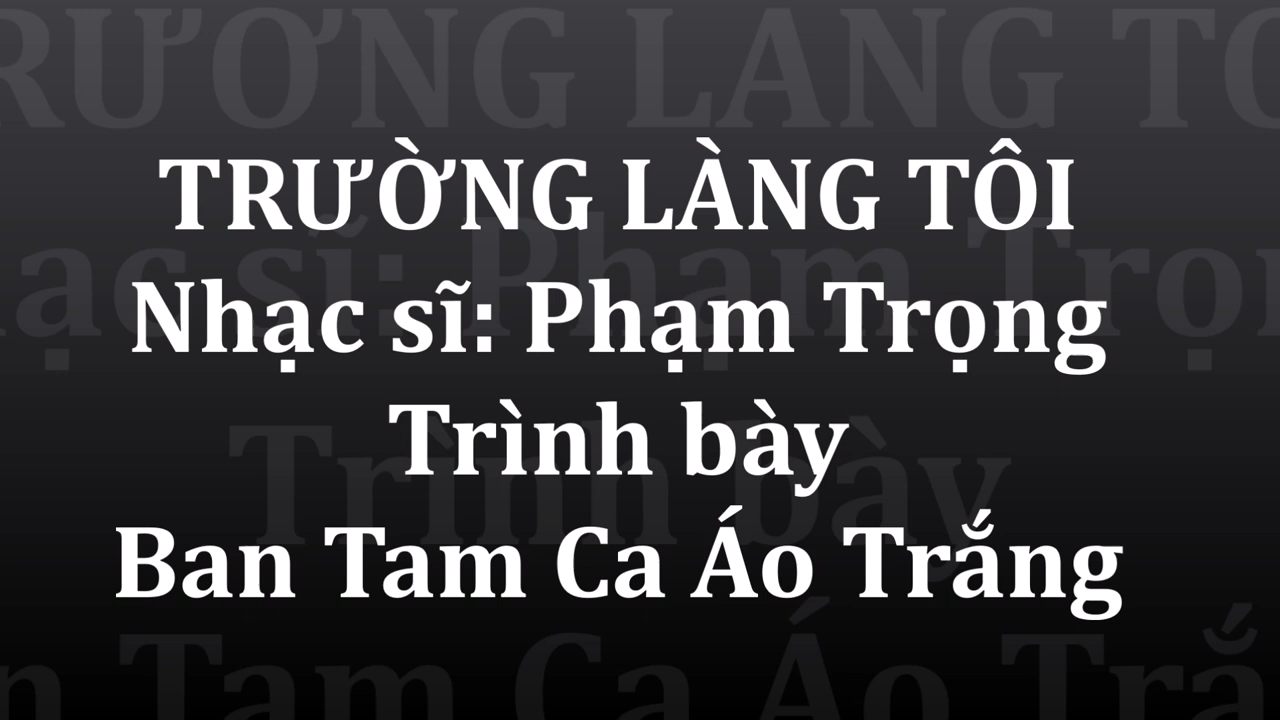 TRƯỜNG LÀNG TÔI
Nhạc sĩ: Phạm Trọng
Trình bày
Ban Tam Ca Áo Trắng